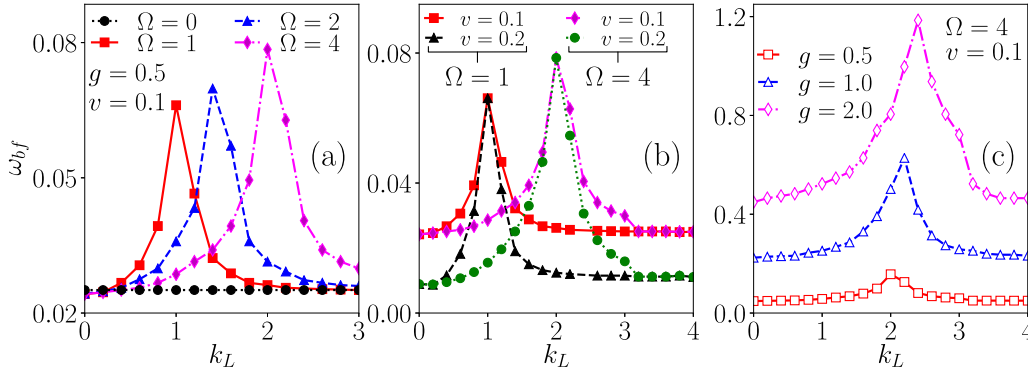 Ω = 0
Ω = 2
Ω = 1
Ω = 4
g = 0.5
v = 0.1
(a)
0.08
0.05
0.02
ω_bf
0
1
2
3
k_L
v = 0.1
v = 0.1
v = 0.2
v = 0.2
Ω = 1
Ω = 4
(b)
0.08
0.04
0.00
0
1
2
3
4
k_L
Ω = 4
v = 0.1
g = 0.5
g = 1.0
g = 2.0
(c)
1.2
0.8
0.4
0.0
0
1
2
3
4
k_L